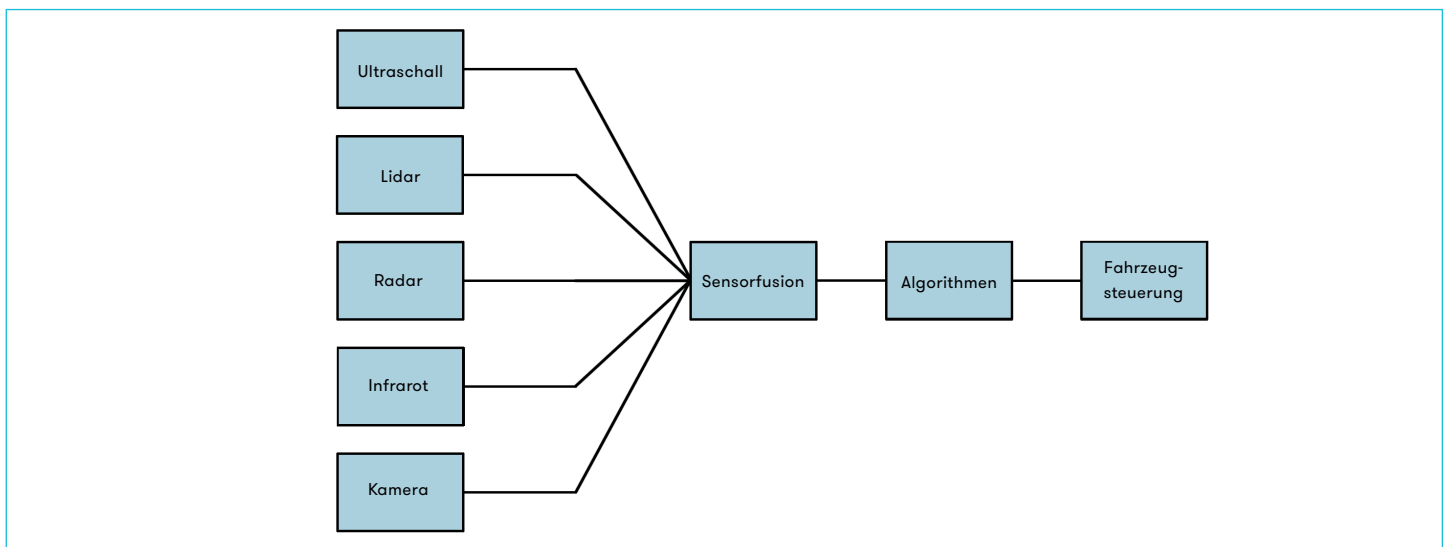 Ultraschall
Lidar
Radar
Sensorfusion
Algorithmen
Fahrzeug-
steuerung
Infrarot
Kamera